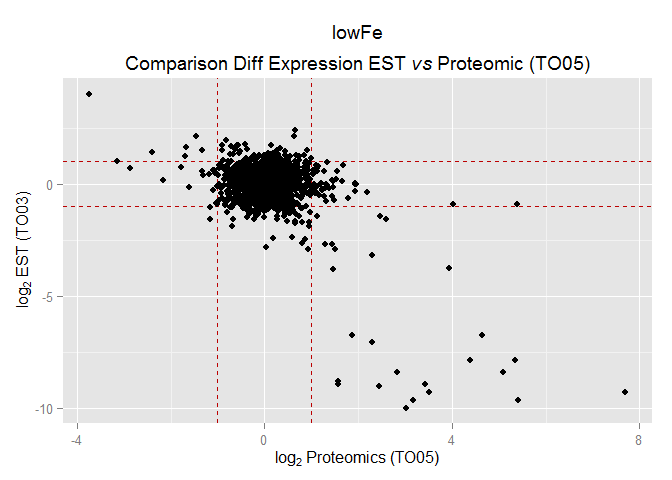 lowFe
Comparison Diff Expression EST vs Proteomic (TO05)
log2 EST (TO03)
0
-5
-10
-4 0 4 8
log2 Proteomics (TO05)